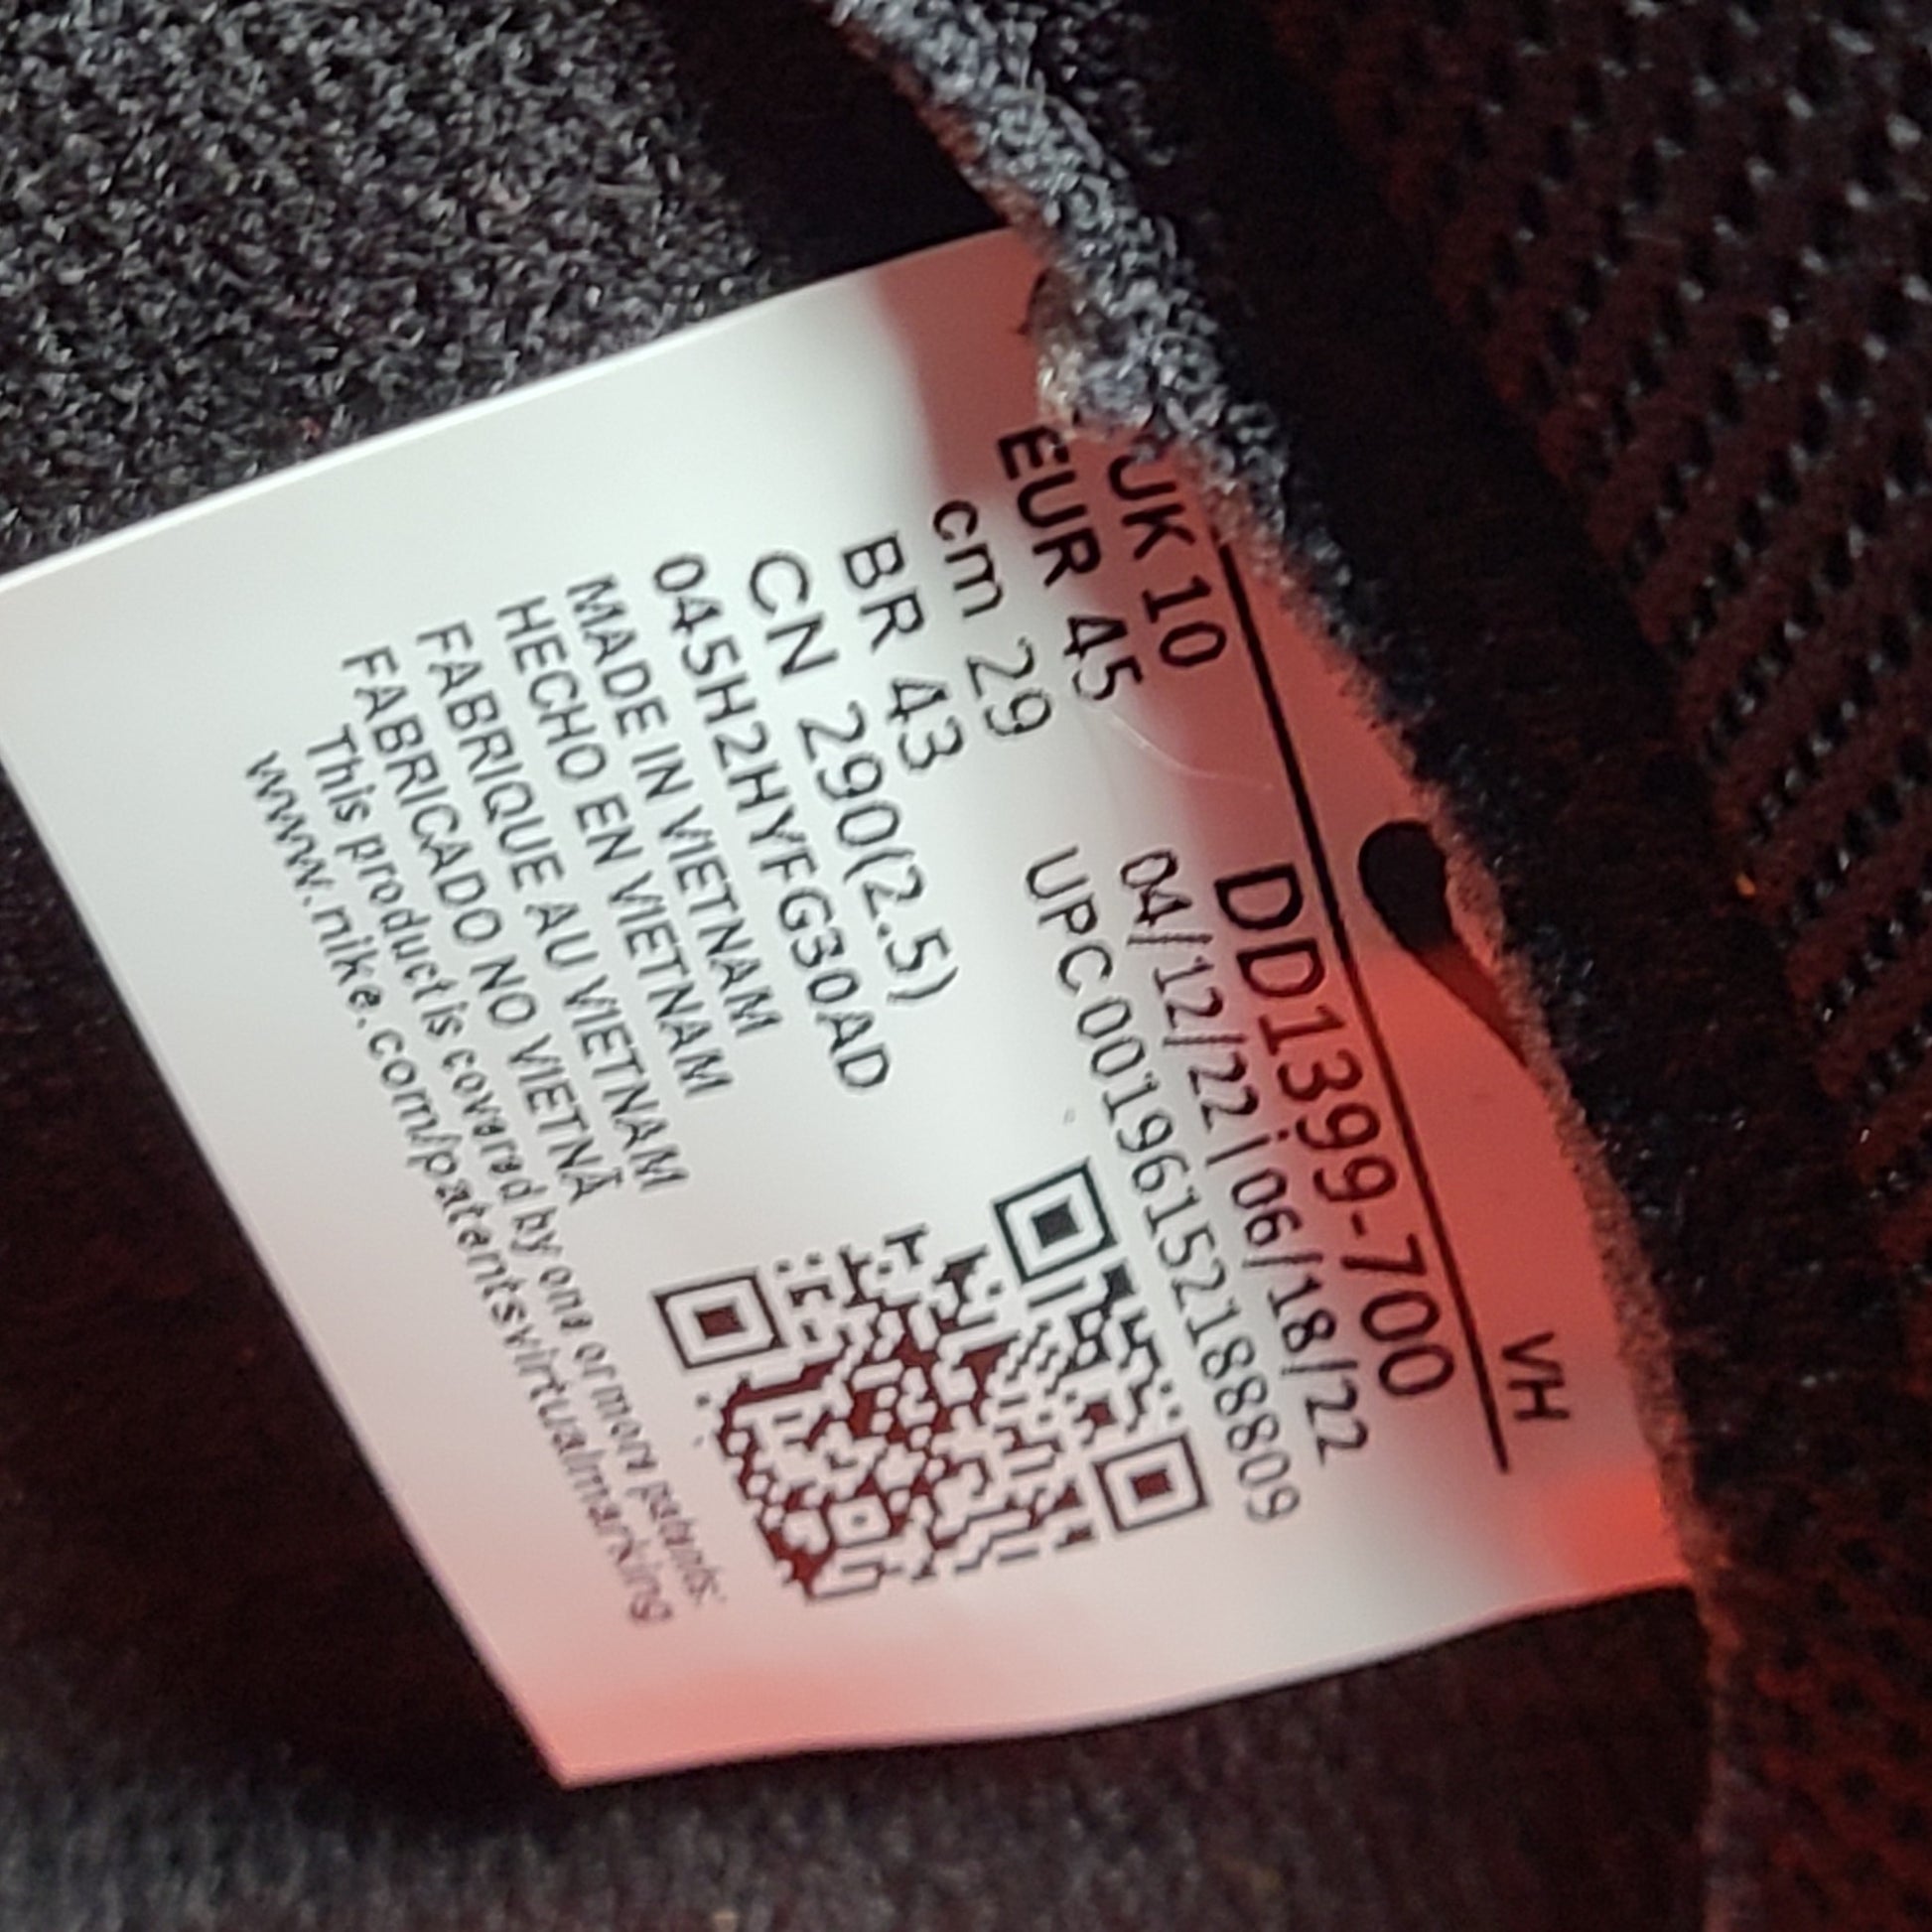 VH
UK 10
EUR 45
cm 29
BR 43
CN 290(2.5)
DD1399-700
04/12/22 | 06/18/22
UPC 00196152188809
045H2HYFG30AD
MADE IN VIETNAM
HECHO EN VIETNAM
FABRIQUE AU VIETNAM
FABRICADO NO VIETNÃ
This product is covered by one or more patents:
www.nike.com/patentsvirtualmarking